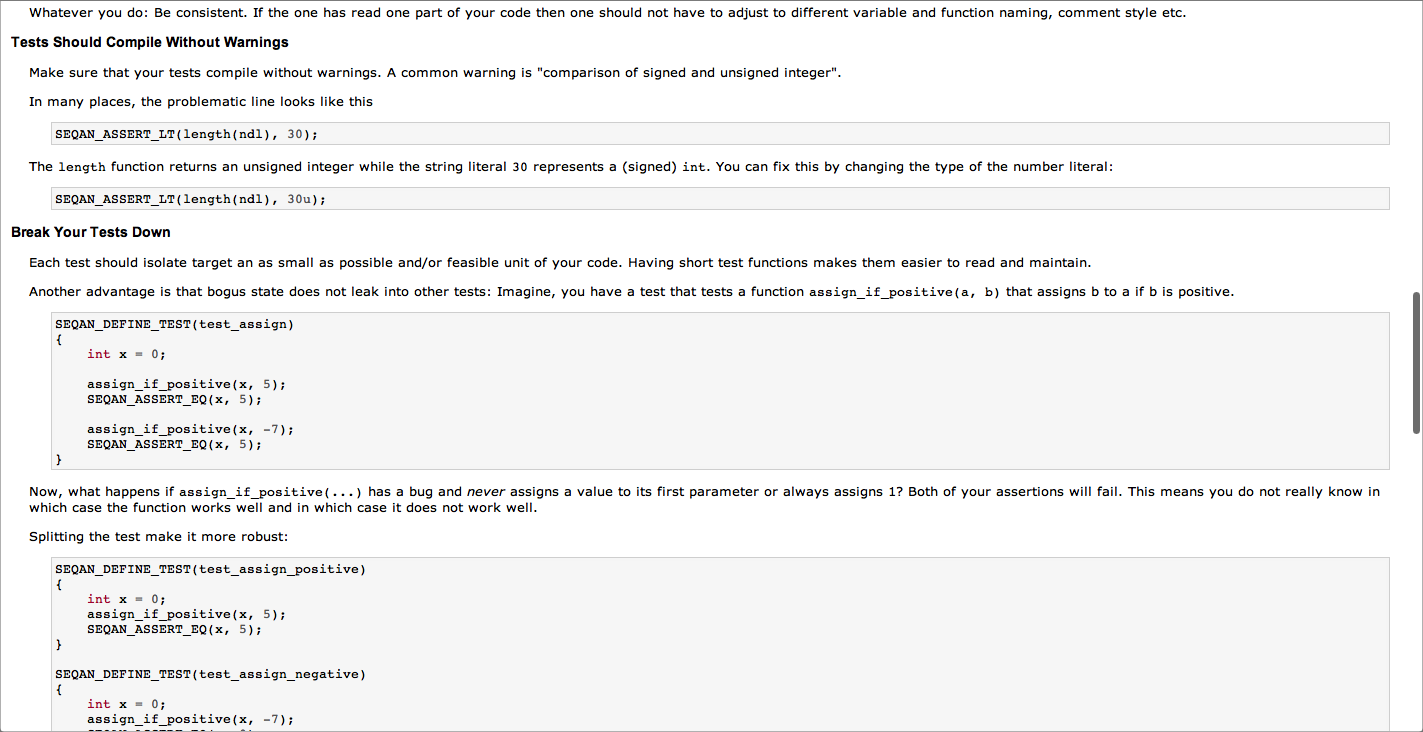 Whatever you do: Be consistent. If the one has read one part of your code then one should not have to adjust to different variable and function naming, comment style etc.
Tests Should Compile Without Warnings
Make sure that your tests compile without warnings. A common warning is "comparison of signed and unsigned integer".
In many places, the problematic line looks like this
SEQAN_ASSERT_LT(length(ndl), 30);
The length function returns an unsigned integer while the string literal 30 represents a (signed) int. You can fix this by changing the type of the number literal:
SEQAN_ASSERT_LT(length(ndl), 30u);
Break Your Tests Down
Each test should isolate target an as small as possible and/or feasible unit of your code. Having short test functions makes them easier to read and maintain.
Another advantage is that bogus state does not leak into other tests: Imagine, you have a test that tests a function assign_if_positive(a, b) that assigns b to a if b is positive.
SEQAN_DEFINE_TEST(test_assign)
{
    int x = 0;
    assign_if_positive(x, 5);
    SEQAN_ASSERT_EQ(x, 5);
    assign_if_positive(x, -7);
    SEQAN_ASSERT_EQ(x, 5);
}
Now, what happens if assign_if_positive(...) has a bug and never assigns a value to its first parameter or always assigns 1? Both of your assertions will fail. This means you do not really know in
which case the function works well and in which case it does not work well.
Splitting the test make it more robust:
SEQAN_DEFINE_TEST(test_assign_positive)
{
    int x = 0;
    assign_if_positive(x, 5);
    SEQAN_ASSERT_EQ(x, 5);
}
SEQAN_DEFINE_TEST(test_assign_negative)
{
    int x = 0;
    assign_if_positive(x, -7);